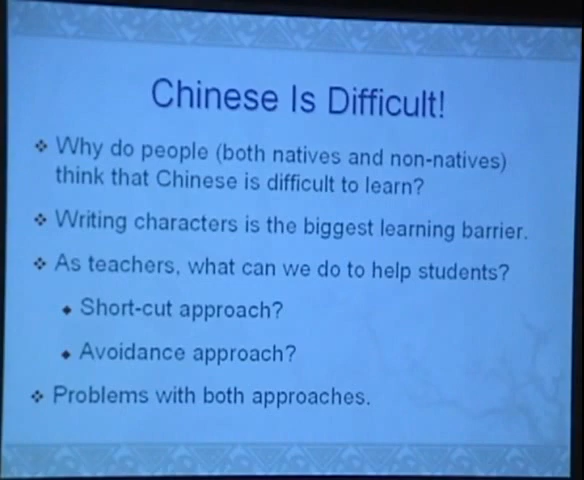 Chinese Is Difficult!
Why do people (both natives and non-natives)
think that Chinese is difficult to learn?
Writing characters is the biggest learning barrier.
As teachers, what can we do to help students?
Short-cut approach?
Avoidance approach?
Problems with both approaches.